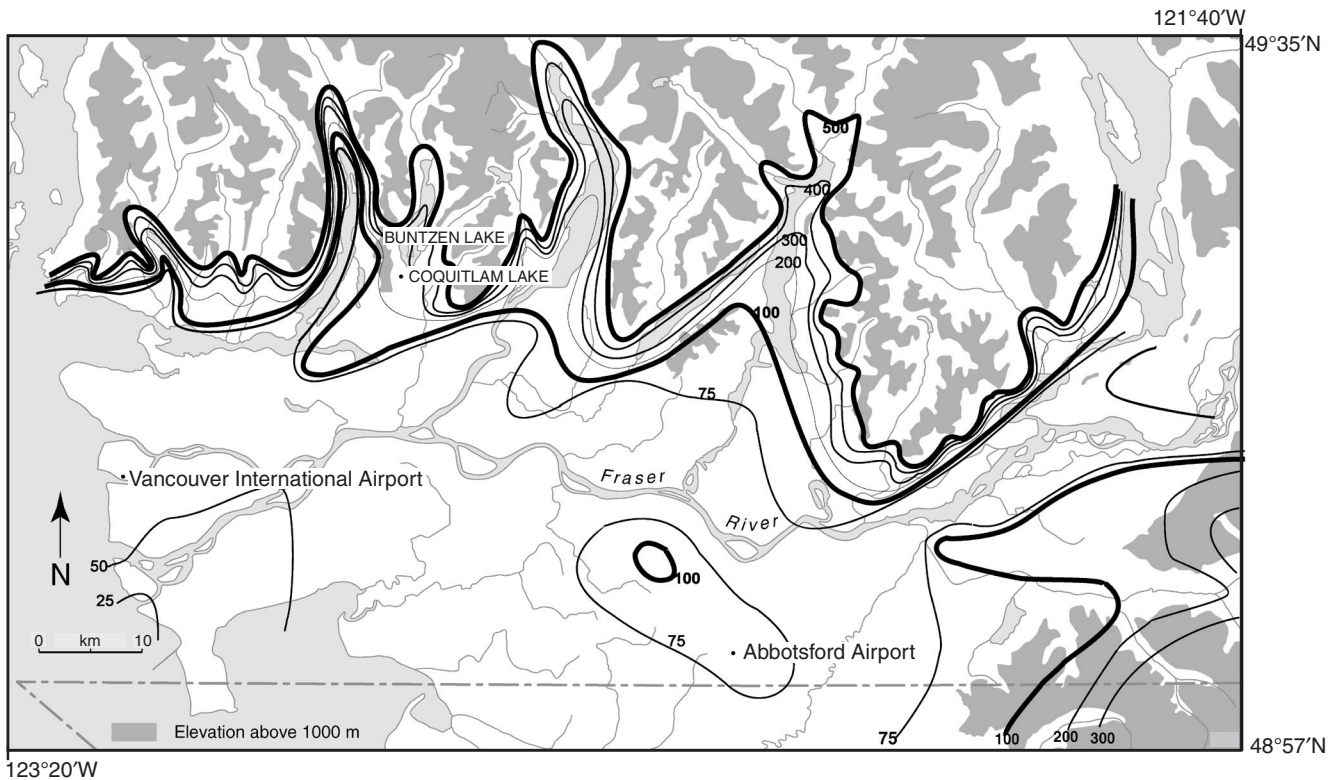 121°40′W
49°35′N
500
400
BUNTZEN LAKE
300
200
COQUITLAM LAKE
100
75
Vancouver International Airport
Fraser
River
50
N
25
100
0 km 10
75
Abbotsford Airport
Elevation above 1000 m
75
100
200
300
48°57′N
123°20′W